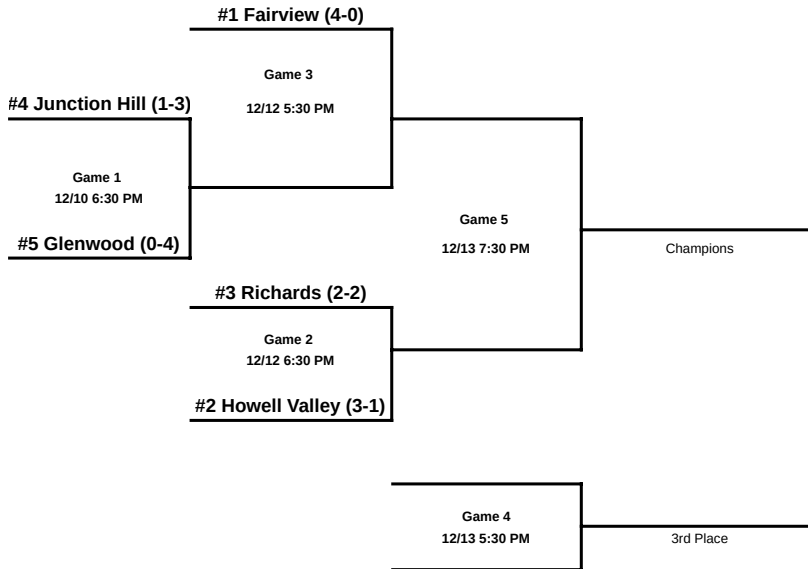 #1 Fairview (4-0)
Game 3
12/12 5:30 PM
#4 Junction Hill (1-3)
Game 1
12/10 6:30 PM
#5 Glenwood (0-4)
Game 5
12/13 7:30 PM
Champions
#3 Richards (2-2)
Game 2
12/12 6:30 PM
#2 Howell Valley (3-1)
Game 4
12/13 5:30 PM
3rd Place